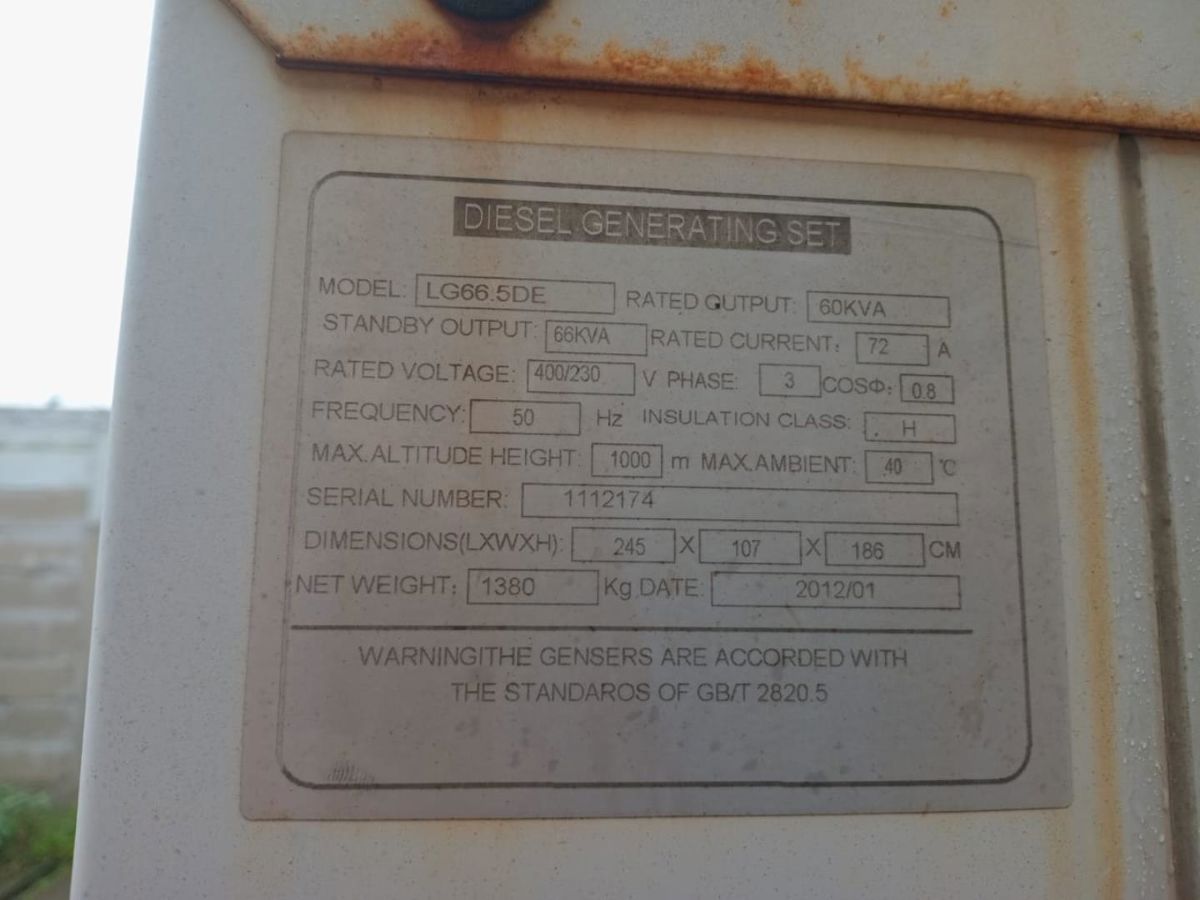 DIESEL GENERATING SET
MODEL: LG66.5DE RATED OUTPUT: 60KVA
STANDBY OUTPUT: 66KVA RATED CURRENT: 72 A
RATED VOLTAGE: 400/230 V PHASE: 3 COSΦ: 0.8
FREQUENCY: 50 Hz INSULATION CLASS: H
MAX.ALTITUDE HEIGHT: 1000 m MAX.AMBIENT: 40 ℃
SERIAL NUMBER: 1112174
DIMENSIONS(LXWXH): 245 X 107 X 186 CM
NET WEIGHT: 1380 Kg DATE: 2012/01
WARNING!THE GENSERS ARE ACCORDED WITH
THE STANDAROS OF GB/T 2820.5